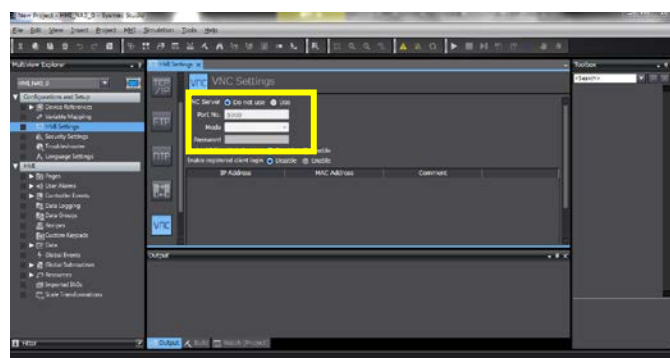 New Project - HMI_NA5_0 - Sysmac Studio
File Edit View Insert Project HMI Simulation Tools Help
Multiview Explorer
HMI Settings
Toolbox
HMI_NA5_0
TCP/IP
VNC VNC Settings
<Search>
Configurations and Setup
Device References
VNC Server Do not use Use
Variable Mapping
Port No. 5900
HMI Settings
FTP
Mode
Security Settings
Password
Troubleshooter
Language Settings
NTP
Enable registered client login Disable Enable
HMI
IP Address MAC Address Comment
Pages
User Alarms
Controller Events
Data Logging
Data Groups
Recipes
VNC
Custom Keypads
Data
Output
Global Events
Global Subroutines
Resources
Imported DLLs
Scale Transformations
Filter
Output Build Watch (Project)